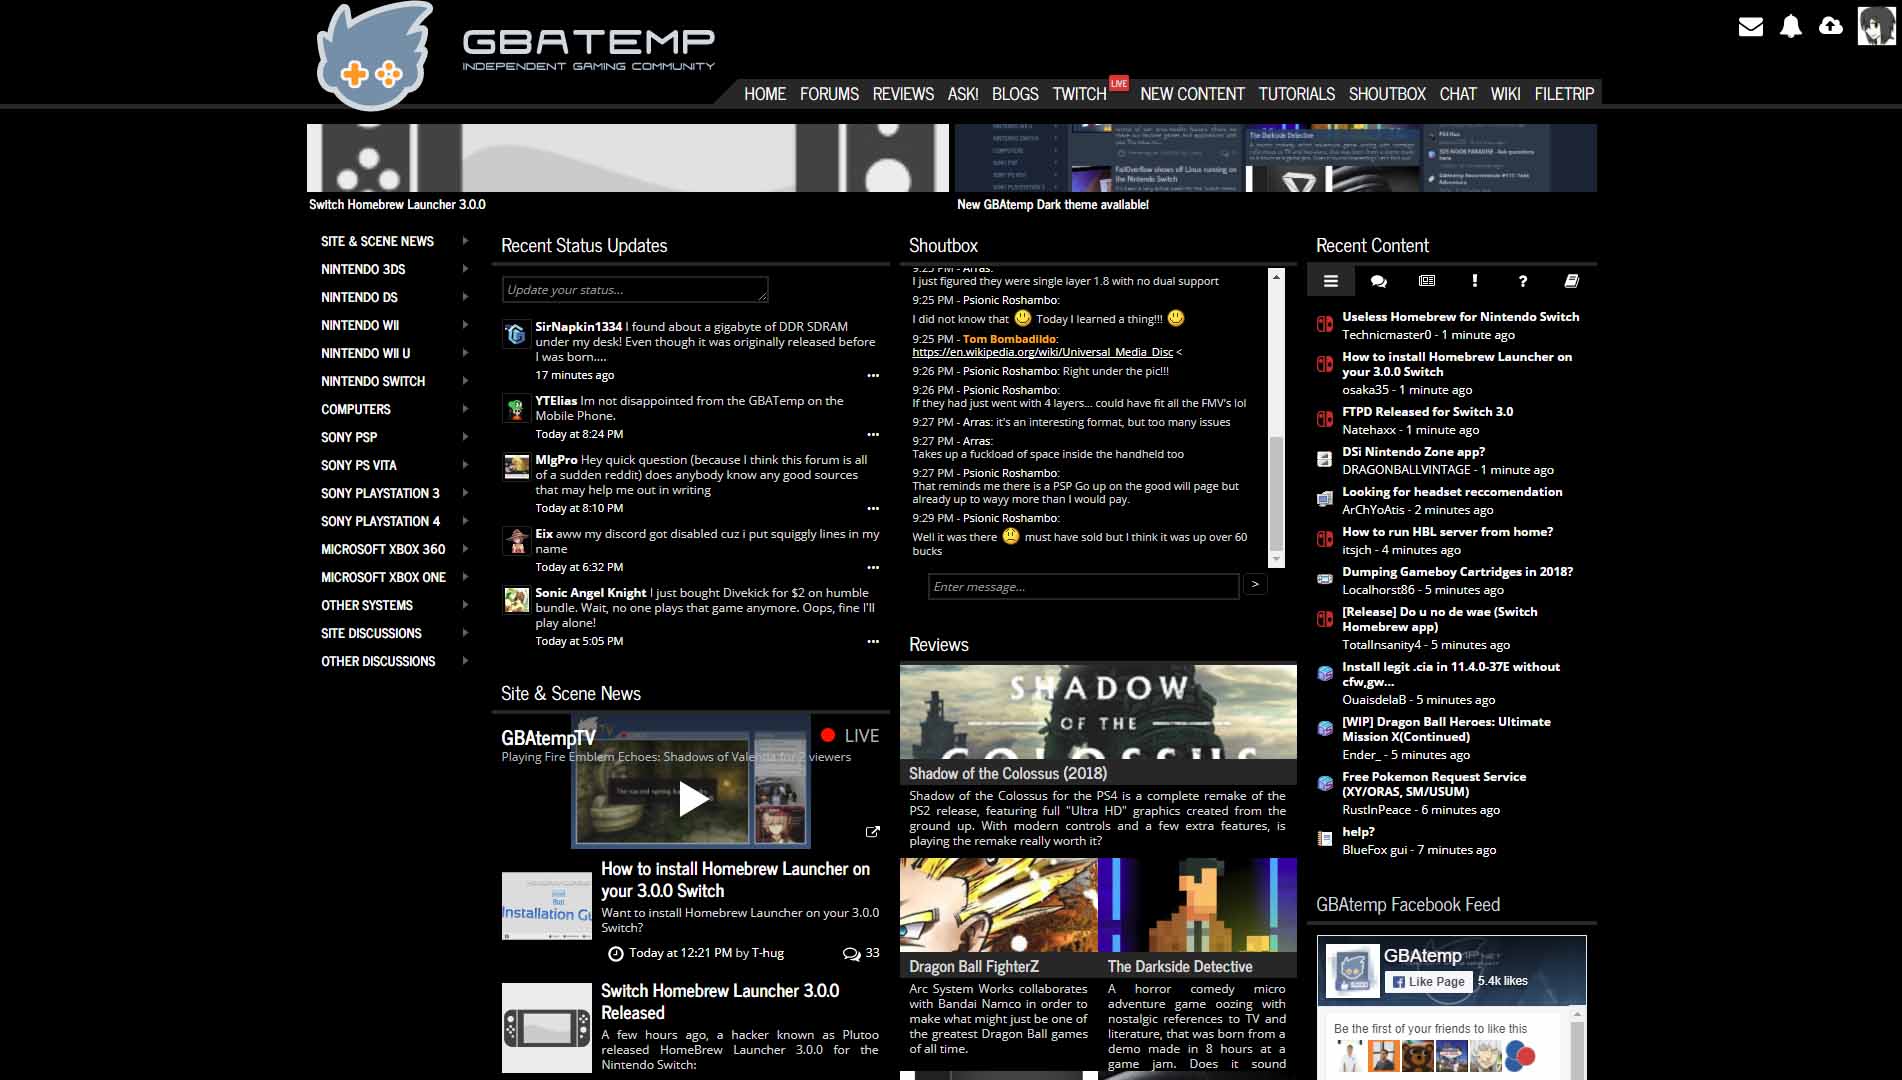 GBATEMP
INDEPENDENT GAMING COMMUNITY
LIVE
HOME FORUMS REVIEWS ASK! BLOGS TWITCH NEW CONTENT TUTORIALS SHOUTBOX CHAT WIKI FILETRIP
The Darkside Detective
Fail0verflow shows off Linux running
on the Nintendo Switch
Switch Homebrew Launcher 3.0.0
New GBAtemp Dark theme available!
SITE & SCENE NEWS
NINTENDO 3DS
NINTENDO DS
NINTENDO WII
NINTENDO WII U
NINTENDO SWITCH
COMPUTERS
SONY PSP
SONY PS VITA
SONY PLAYSTATION 3
SONY PLAYSTATION 4
MICROSOFT XBOX 360
MICROSOFT XBOX ONE
OTHER SYSTEMS
SITE DISCUSSIONS
OTHER DISCUSSIONS
Recent Status Updates
Update your status...
SirNapkin1334 I found about a gigabyte of DDR SDRAM
under my desk! Even though it was originally released before
I was born....
17 minutes ago
YTElias Im not disappointed from the GBATemp on the
Mobile Phone.
Today at 8:24 PM
MlgPro Hey quick question (because I think this forum is all
of a sudden reddit) does anybody know any good sources
that may help me out in writing
Today at 8:10 PM
Eix aww my discord got disabled cuz i put squiggly lines in my
name
Today at 6:32 PM
Sonic Angel Knight I just bought Divekick for $2 on humble
bundle. Wait, no one plays that game anymore. Oops, fine I'll
play alone!
Today at 5:05 PM
Site & Scene News
GBAtempTV
LIVE
Playing Fire Emblem Echoes: Shadows of Valentia for 2 viewers
How to install Homebrew Launcher on
your 3.0.0 Switch
Want to install Homebrew Launcher on your 3.0.0
Switch?
Today at 12:21 PM by T-hug 33
Switch Homebrew Launcher 3.0.0
Released
A few hours ago, a hacker known as Plutoo
released HomeBrew Launcher 3.0.0 for the
Nintendo Switch:
Shoutbox
9:25 PM - Arras:
I just figured they were single layer 1.8 with no dual support
9:25 PM - Psionic Roshambo:
I did not know that Today I learned a thing!!!
9:25 PM - Tom Bombadildo:
https://en.wikipedia.org/wiki/Universal_Media_Disc <
9:26 PM - Psionic Roshambo: Right under the pic!!!
9:26 PM - Psionic Roshambo:
If they had just went with 4 layers... could have fit all the FMV's lol
9:27 PM - Arras: it's an interesting format, but too many issues
9:27 PM - Arras:
Takes up a fuckload of space inside the handheld too
9:27 PM - Psionic Roshambo:
That reminds me there is a PSP Go up on the good will page but
already up to wayy more than I would pay.
9:29 PM - Psionic Roshambo:
Well it was there must have sold but I think it was up over 60
bucks
Enter message... >
Reviews
SHADOW
OF THE
COLOSSUS
Shadow of the Colossus (2018)
Shadow of the Colossus for the PS4 is a complete remake of the
PS2 release, featuring full "Ultra HD" graphics created from the
ground up. With modern controls and a few extra features, is
playing the remake really worth it?
Dragon Ball FighterZ
Arc System Works collaborates
with Bandai Namco in order to
make what might just be one of
the greatest Dragon Ball games
of all time.
The Darkside Detective
A horror comedy micro
adventure game oozing with
nostalgic references to TV and
literature, that was born from a
demo made in 8 hours at a
game jam. Does it sound
Recent Content
Useless Homebrew for Nintendo Switch
Technicmaster0 - 1 minute ago
How to install Homebrew Launcher on
your 3.0.0 Switch
osaka35 - 1 minute ago
FTPD Released for Switch 3.0
Natehaxx - 1 minute ago
DSi Nintendo Zone app?
DRAGONBALLVINTAGE - 1 minute ago
Looking for headset reccomendation
ArChYoAtis - 2 minutes ago
How to run HBL server from home?
itsjch - 4 minutes ago
Dumping Gameboy Cartridges in 2018?
Localhorst86 - 5 minutes ago
[Release] Do u no de wae (Switch
Homebrew app)
TotalInsanity4 - 5 minutes ago
Install legit .cia in 11.4.0-37E without
cfw,gw...
OuaisdelaB - 5 minutes ago
[WIP] Dragon Ball Heroes: Ultimate
Mission X(Continued)
Ender_ - 5 minutes ago
Free Pokemon Request Service
(XY/ORAS, SM/USUM)
RustInPeace - 6 minutes ago
help?
BlueFox gui - 7 minutes ago
GBAtemp Facebook Feed
GBAtemp
Like Page 5.4k likes
Be the first of your friends to like this